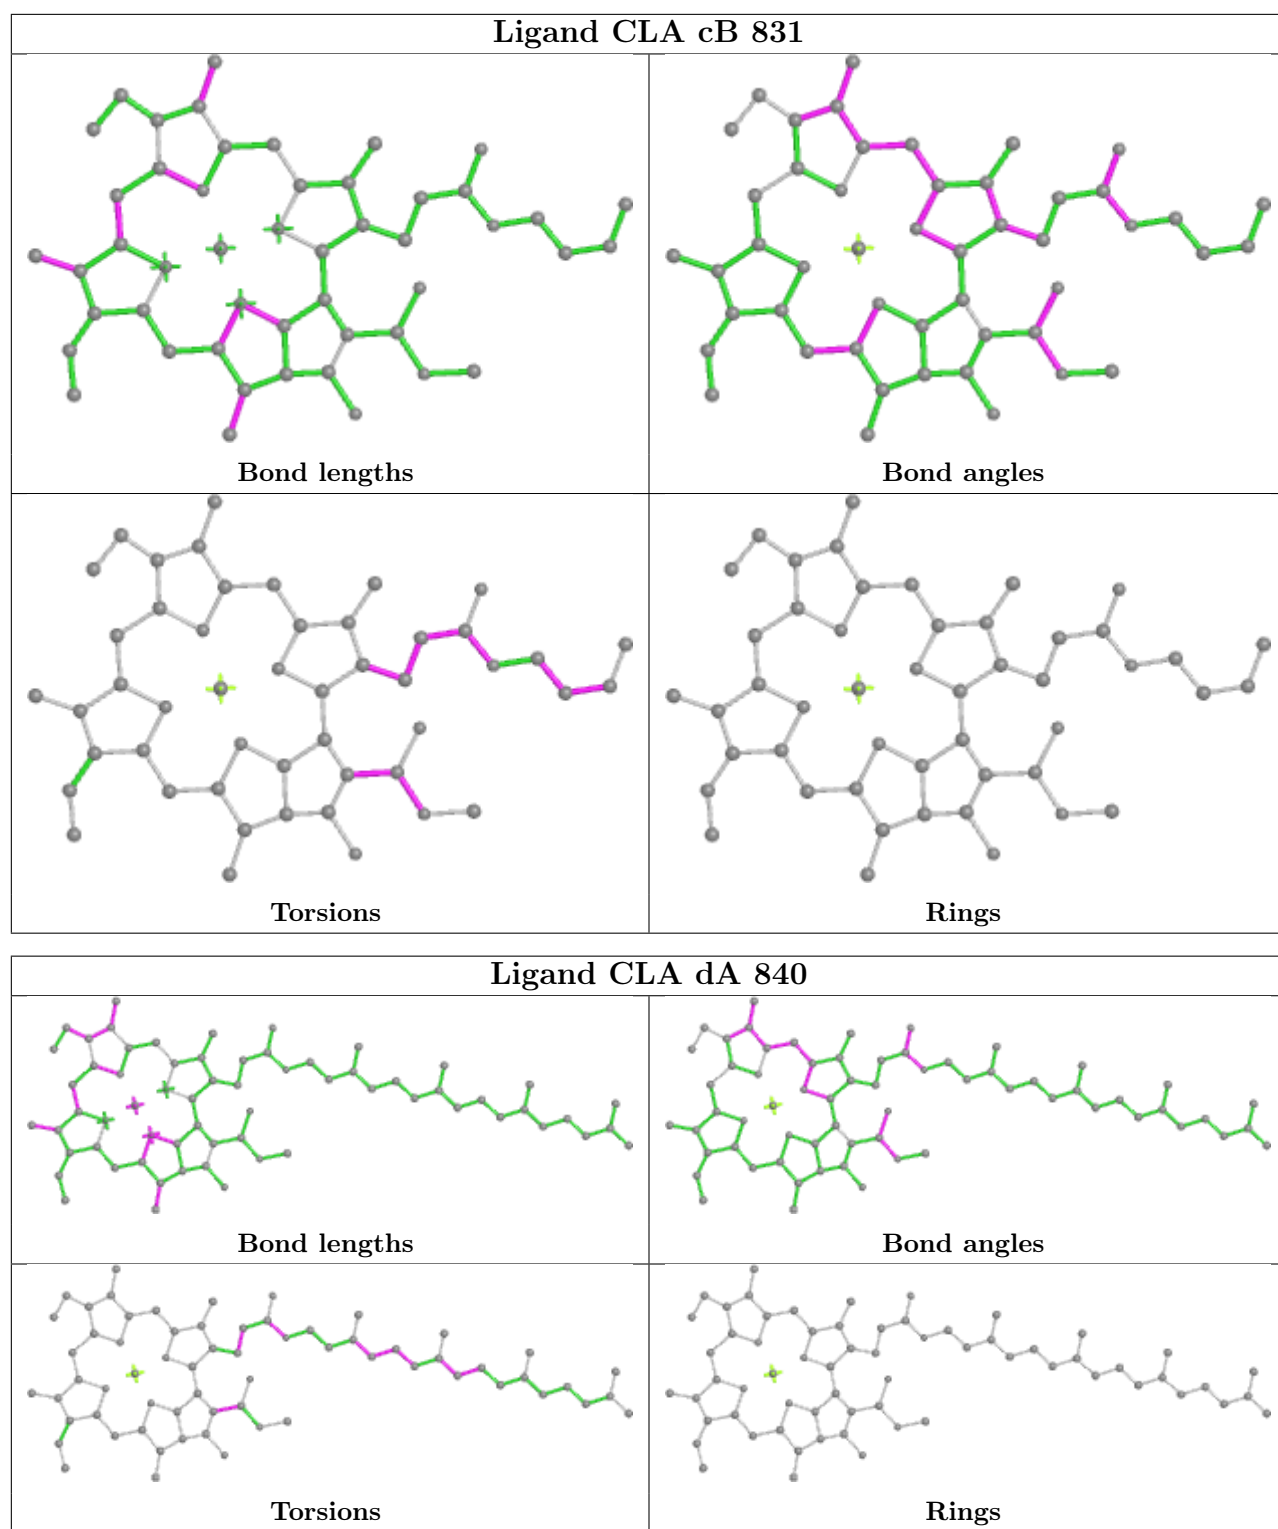 Ligand CLA cB 831
Bond lengths
Bond angles
Torsions
Rings
Ligand CLA dA 840
Bond lengths
Bond angles
Torsions
Rings